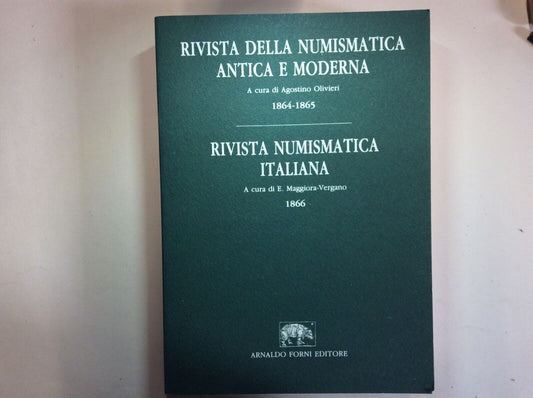 RIVISTA DELLA NUMISMATICA
ANTICA E MODERNA
A cura di Agostino Olivieri
1864-1865
RIVISTA NUMISMATICA
ITALIANA
A cura di E. Maggiora-Vergano
1866
ARNALDO FORNI EDITORE